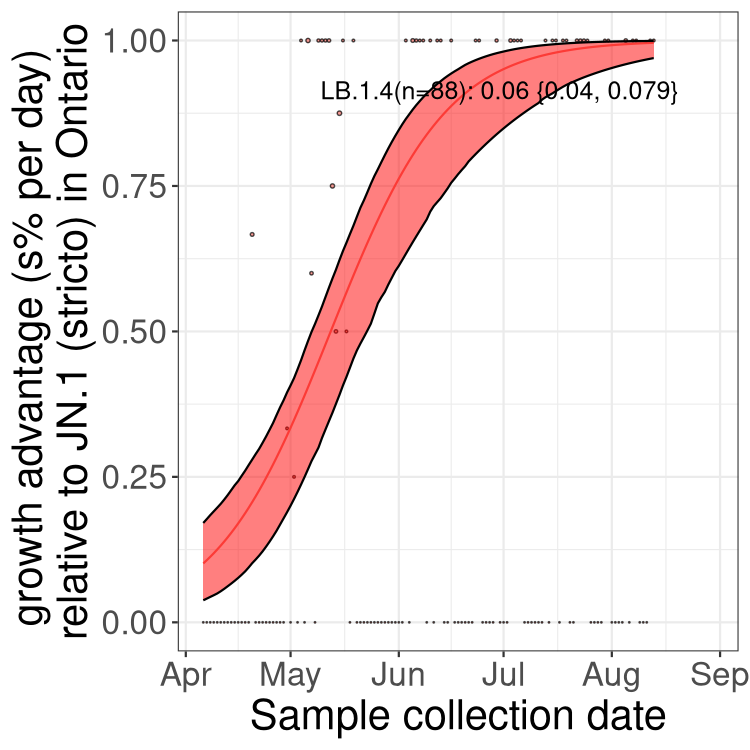 growth advantage (s% per day)
relative to JN.1 (stricto) in Ontario
1.00
0.75
0.50
0.25
0.00
LB.1.4(n=88): 0.06 {0.04, 0.079}
Apr May Jun Jul Aug Sep
Sample collection date